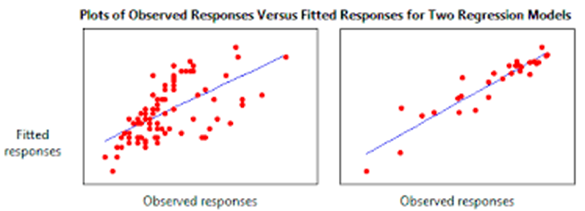 Plots of Observed Responses Versus Fitted Responses for Two Regression Models
Fitted
responses
Observed responses
Observed responses